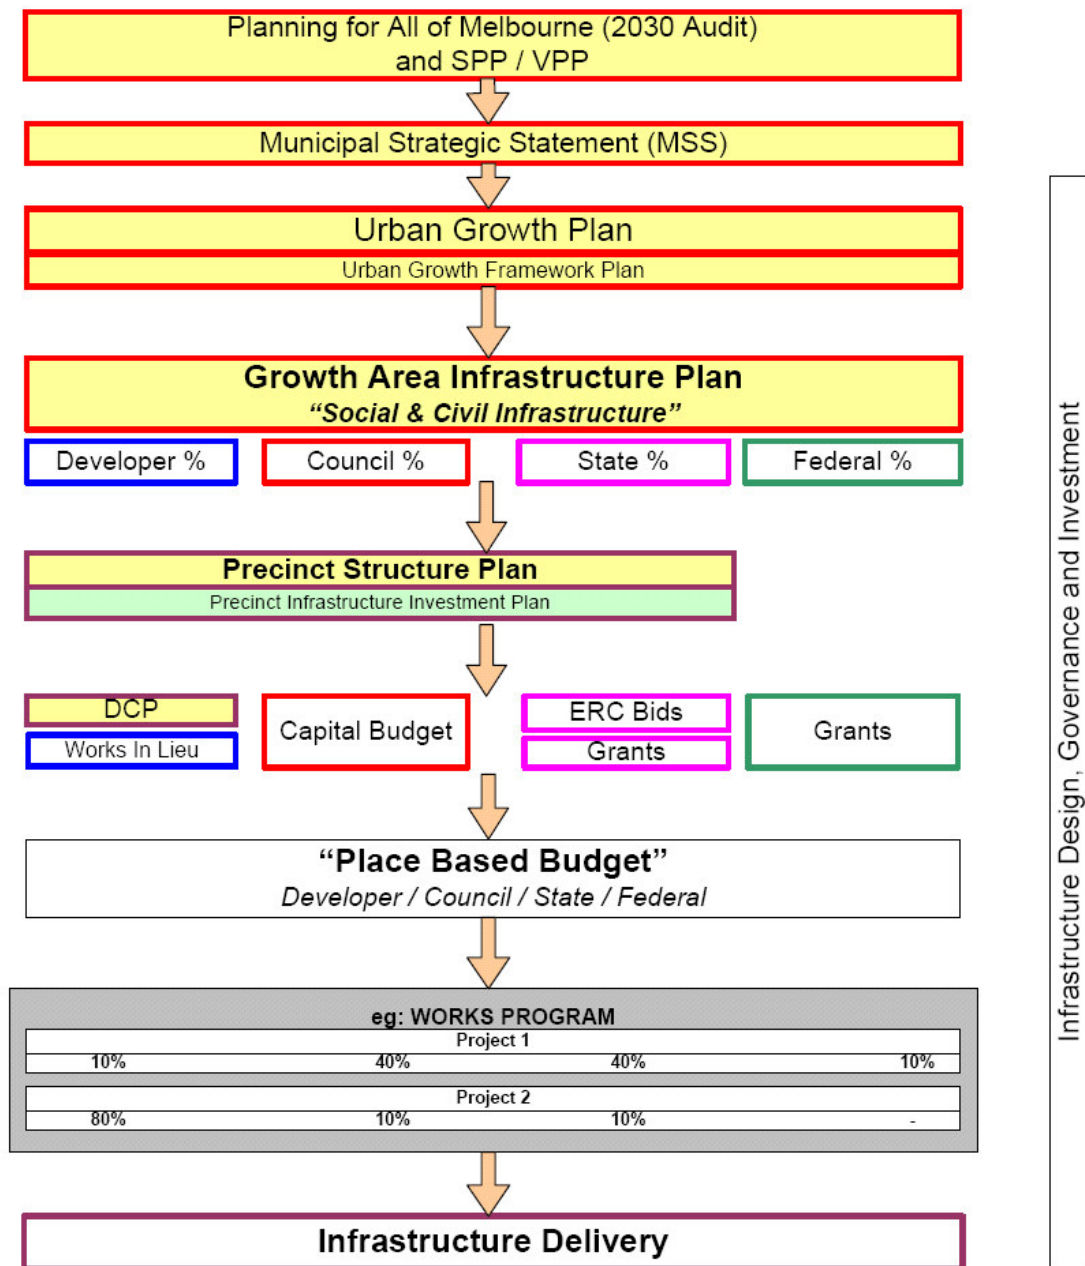 Planning for All of Melbourne (2030 Audit)
and SPP / VPP
Municipal Strategic Statement (MSS)
Urban Growth Plan
Urban Growth Framework Plan
Growth Area Infrastructure Plan
“Social & Civil Infrastructure”
Developer %
Council %
State %
Federal %
Precinct Structure Plan
Precinct Infrastructure Investment Plan
DCP
Works In Lieu
Capital Budget
ERC Bids
Grants
Grants
“Place Based Budget”
Developer / Council / State / Federal
eg: WORKS PROGRAM
Project 1
10% 40% 40% 10%
Project 2
80% 10% 10% -
Infrastructure Delivery
Infrastructure Design, Governance and Investment